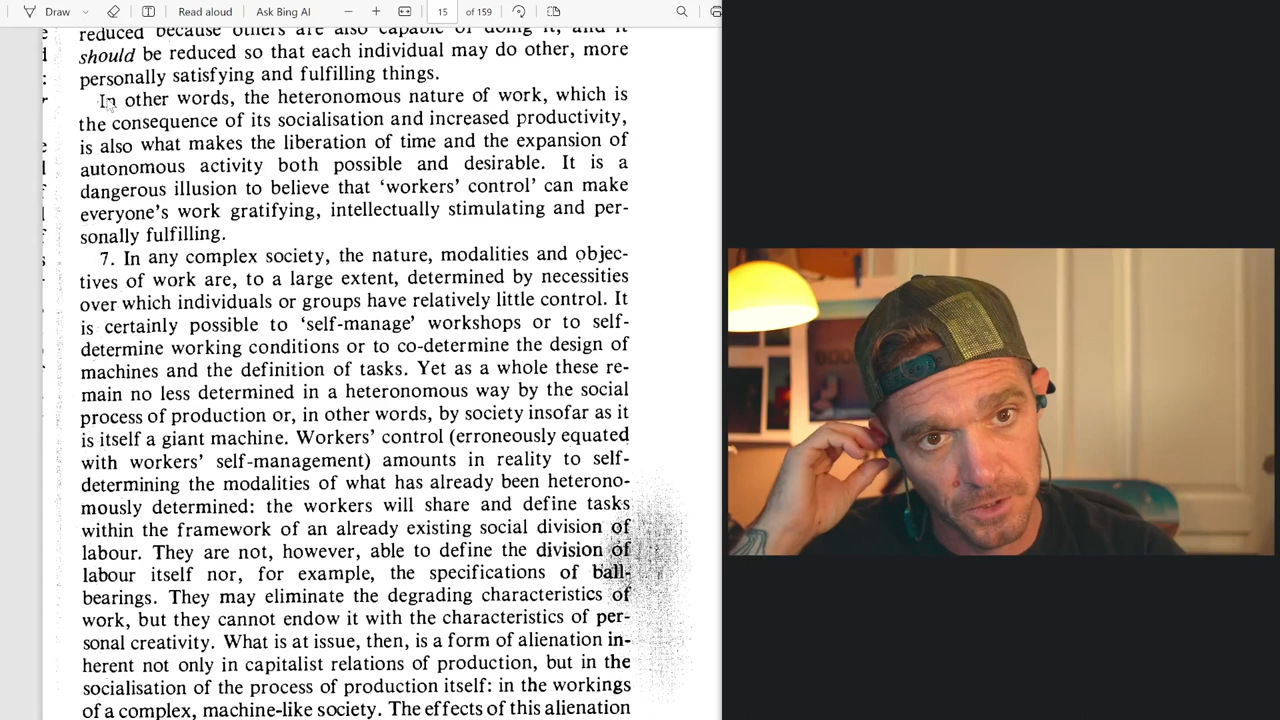 Draw
Read aloud
Ask Bing AI
15 of 159
reduced because others are also capable of doing it, and it
should be reduced so that each individual may do other, more
personally satisfying and fulfilling things.
In other words, the heteronomous nature of work, which is
the consequence of its socialisation and increased productivity,
is also what makes the liberation of time and the expansion of
autonomous activity both possible and desirable. It is a
dangerous illusion to believe that ‘workers’ control’ can make
everyone’s work gratifying, intellectually stimulating and per-
sonally fulfilling.
7. In any complex society, the nature, modalities and objec-
tives of work are, to a large extent, determined by necessities
over which individuals or groups have relatively little control. It
is certainly possible to ‘self-manage’ workshops or to self-
determine working conditions or to co-determine the design of
machines and the definition of tasks. Yet as a whole these re-
main no less determined in a heteronomous way by the social
process of production or, in other words, by society insofar as it
is itself a giant machine. Workers’ control (erroneously equated
with workers’ self-management) amounts in reality to self-
determining the modalities of what has already been heterono-
mously determined: the workers will share and define tasks
within the framework of an already existing social division of
labour. They are not, however, able to define the division of
labour itself nor, for example, the specifications of ball-
bearings. They may eliminate the degrading characteristics of
work, but they cannot endow it with the characteristics of per-
sonal creativity. What is at issue, then, is a form of alienation in-
herent not only in capitalist relations of production, but in the
socialisation of the process of production itself: in the workings
of a complex, machine-like society. The effects of this alienation